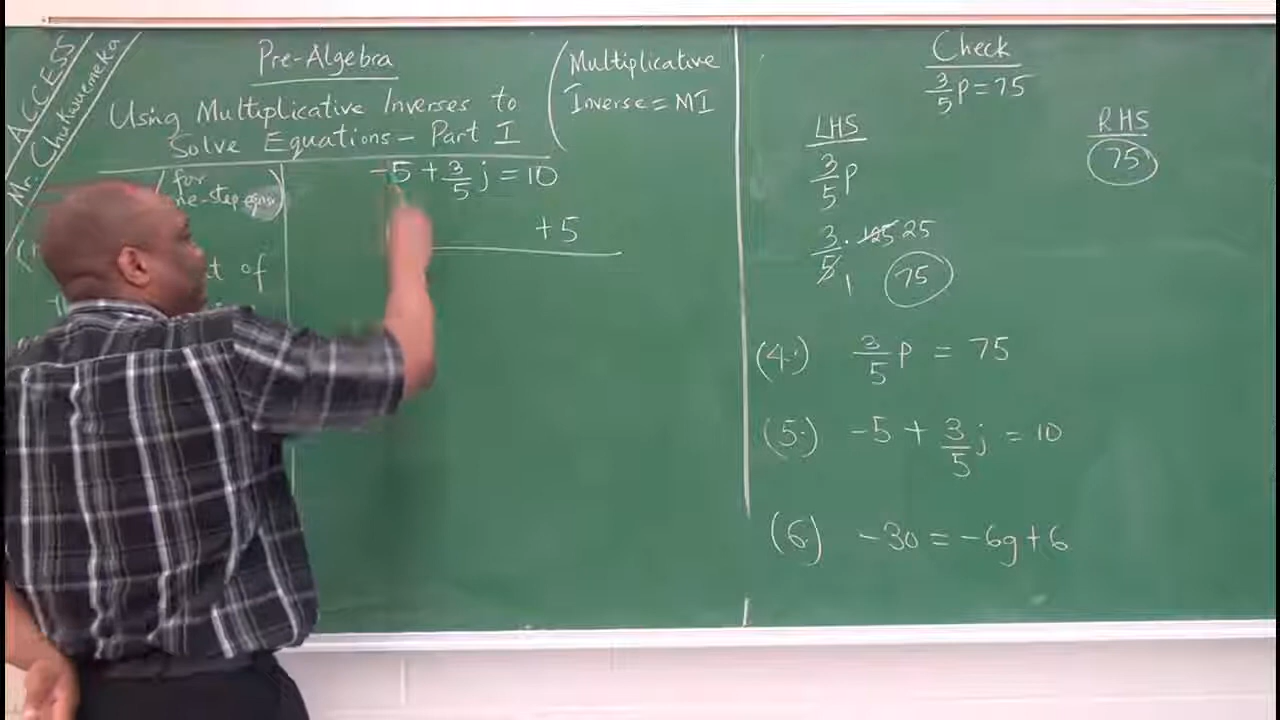 ACCESS
Mr. Chukwuemeka
Pre-Algebra
Using Multiplicative Inverses to
Solve Equations - Part I
(Multiplicative
Inverse = MI
(for
one-step eqns)
t of
-5 + 3/5 j = 10
+ 5
Check
3/5 p = 75
LHS
3/5 p
3/5 · 125 25
1
75
RHS
75
(4.) 3/5 p = 75
(5.) -5 + 3/5 j = 10
(6) -30 = -6g + 6